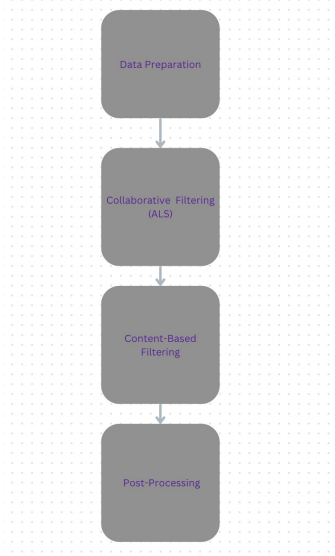 Data Preparation
Collaborative Filtering
(ALS)
Content-Based
Filtering
Post-Processing